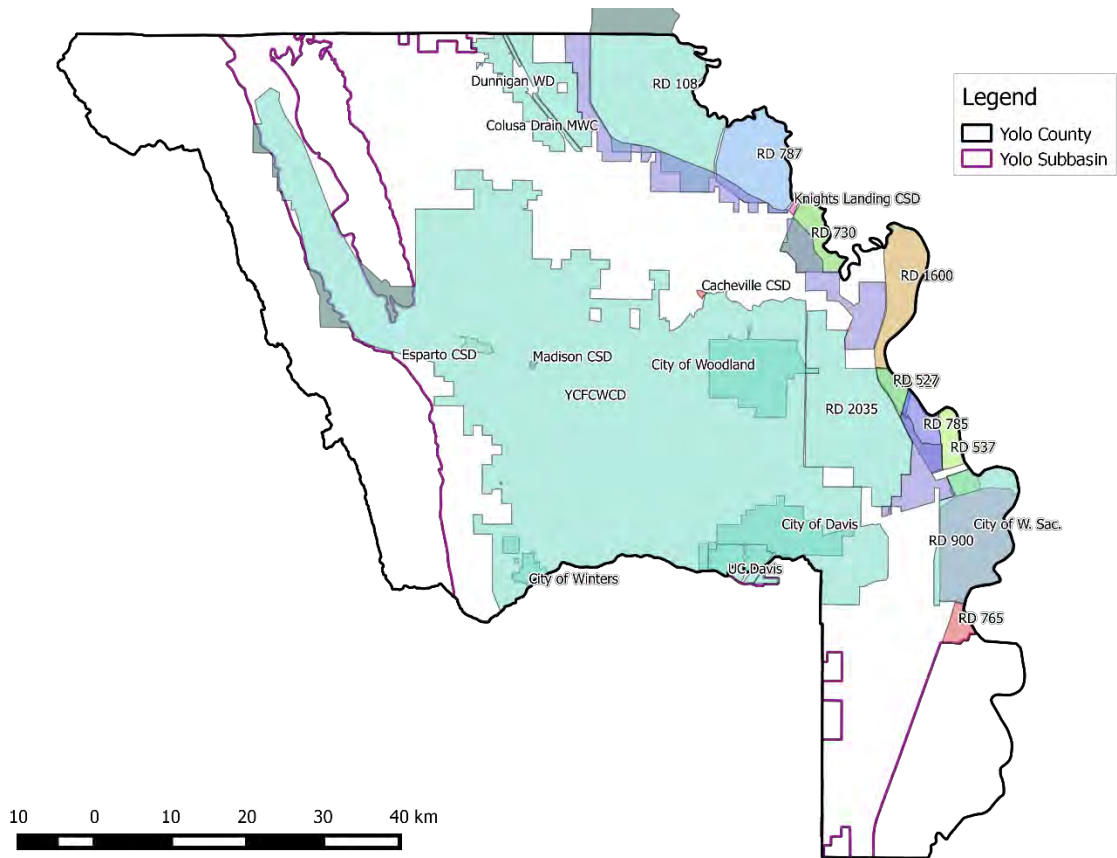 Dunnigan WD
RD 108
Colusa Drain MWC
RD 787
Legend
Yolo County
Yolo Subbasin
Knights Landing CSD
RD 730
RD 1600
Cacheville CSD
Esparto CSD
Madison CSD
City of Woodland
YCFCWCD
RD 2035
RD 527
RD 785
RD 537
City of Davis
City of W. Sac.
RD 900
UC Davis
City of Winters
RD 765
10 0 10 20 30 40 km